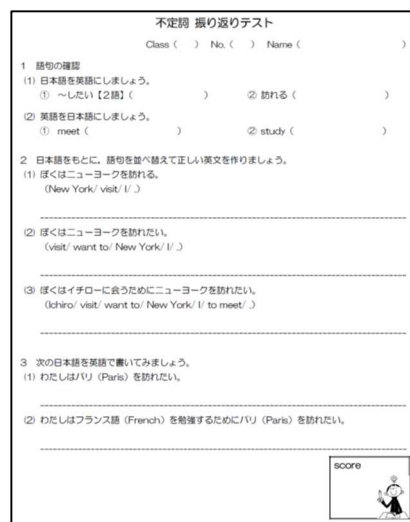 不定詞 振り返りテスト
Class ( ) No. ( ) Name ( )
1 語句の確認
(1) 日本語を英語にしましょう。
① ～したい【2語】( ) ② 訪れる ( )
(2) 英語を日本語にしましょう。
① meet ( ) ② study ( )
2 日本語をもとに，語句を並べ替えて正しい英文を作りましょう。
(1) ぼくはニューヨークを訪れる。
(New York/ visit/ I/ .)
(2) ぼくはニューヨークを訪れたい。
(visit/ want to/ New York/ I/ .)
(3) ぼくはイチローに会うためにニューヨークを訪れたい。
(Ichiro/ visit/ want to/ New York/ I/ to meet/ .)
3 次の日本語を英語で書いてみましょう。
(1) わたしはパリ（Paris）を訪れたい。
(2) わたしはフランス語（French）を勉強するためにパリ（Paris）を訪れたい。
score